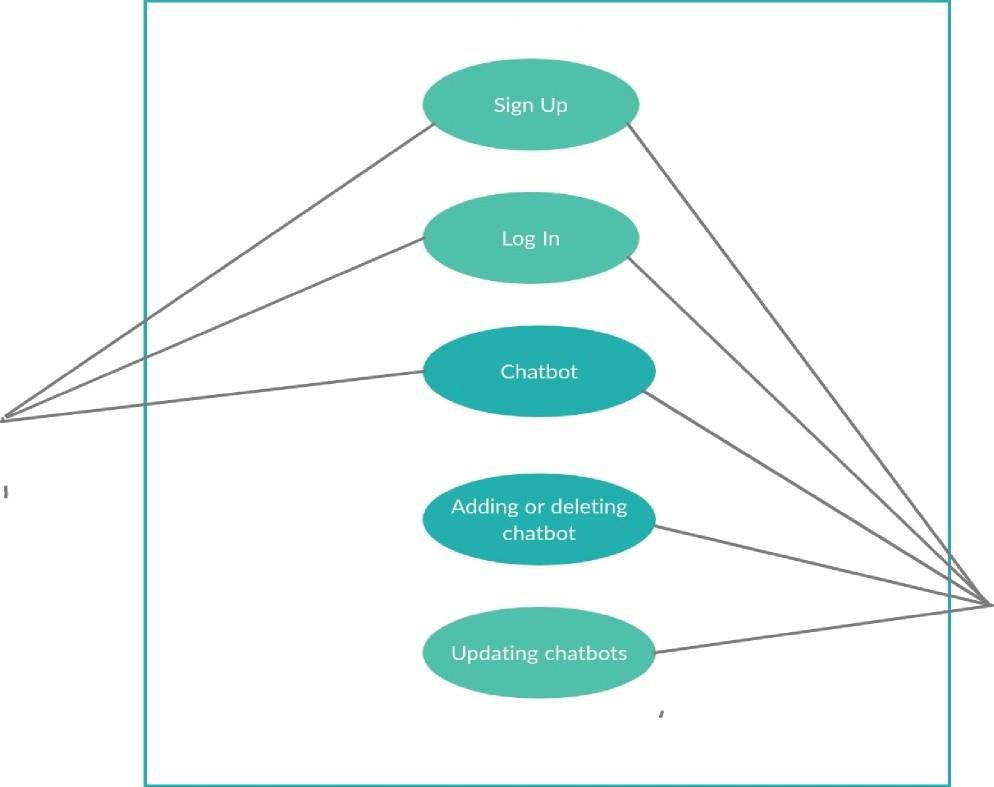 Sign Up
Log In
Chatbot
Adding or deleting
chatbot
Updating chatbots